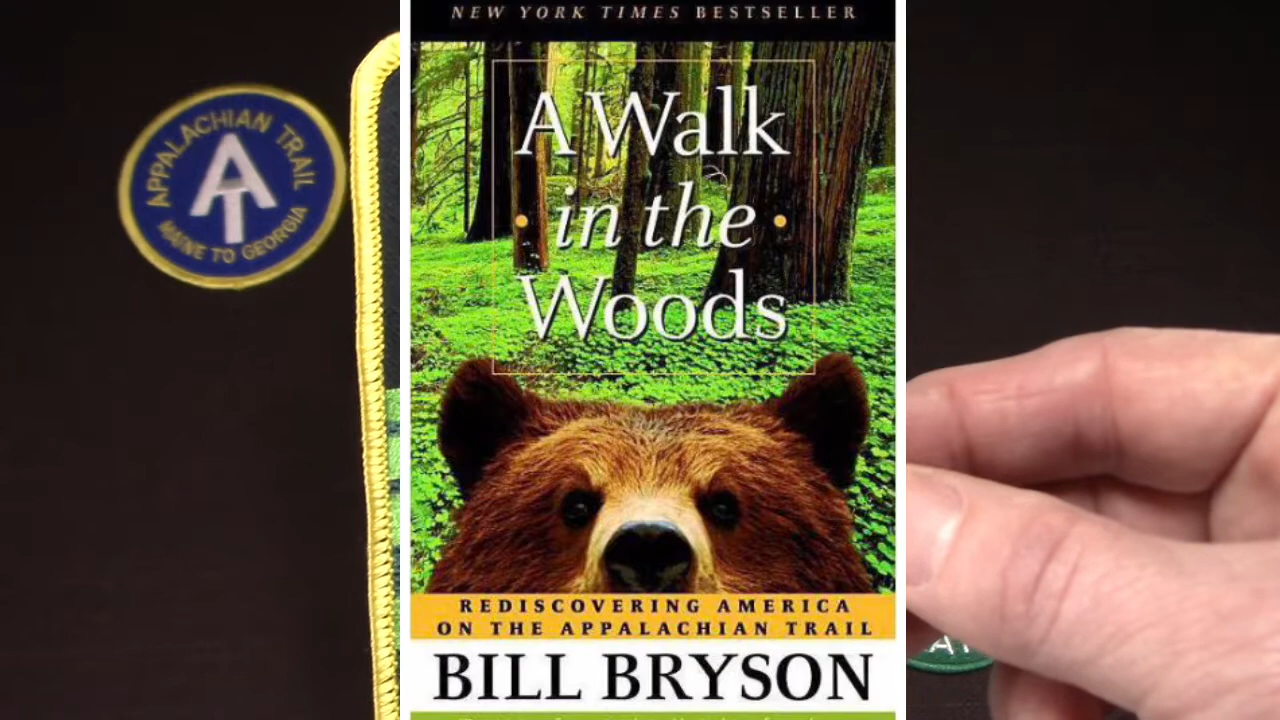 APPALACHIAN TRAIL
AT
MAINE TO GEORGIA
NEW YORK TIMES BESTSELLER
A Walk
• in the •
Woods
REDISCOVERING AMERICA
ON THE APPALACHIAN TRAIL
BILL BRYSON